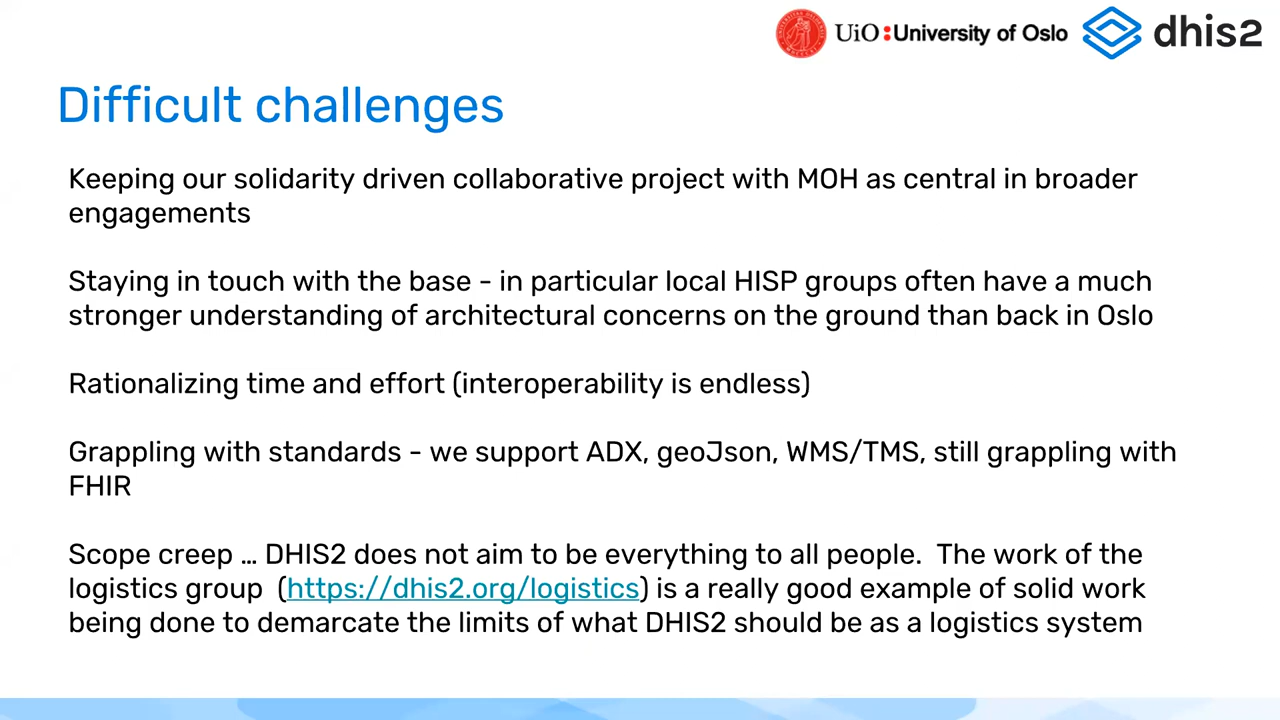 UiO:University of Oslo dhis2
Difficult challenges
Keeping our solidarity driven collaborative project with MOH as central in broader
engagements
Staying in touch with the base - in particular local HISP groups often have a much
stronger understanding of architectural concerns on the ground than back in Oslo
Rationalizing time and effort (interoperability is endless)
Grappling with standards - we support ADX, geoJson, WMS/TMS, still grappling with
FHIR
Scope creep … DHIS2 does not aim to be everything to all people.  The work of the
logistics group  (https://dhis2.org/logistics) is a really good example of solid work
being done to demarcate the limits of what DHIS2 should be as a logistics system